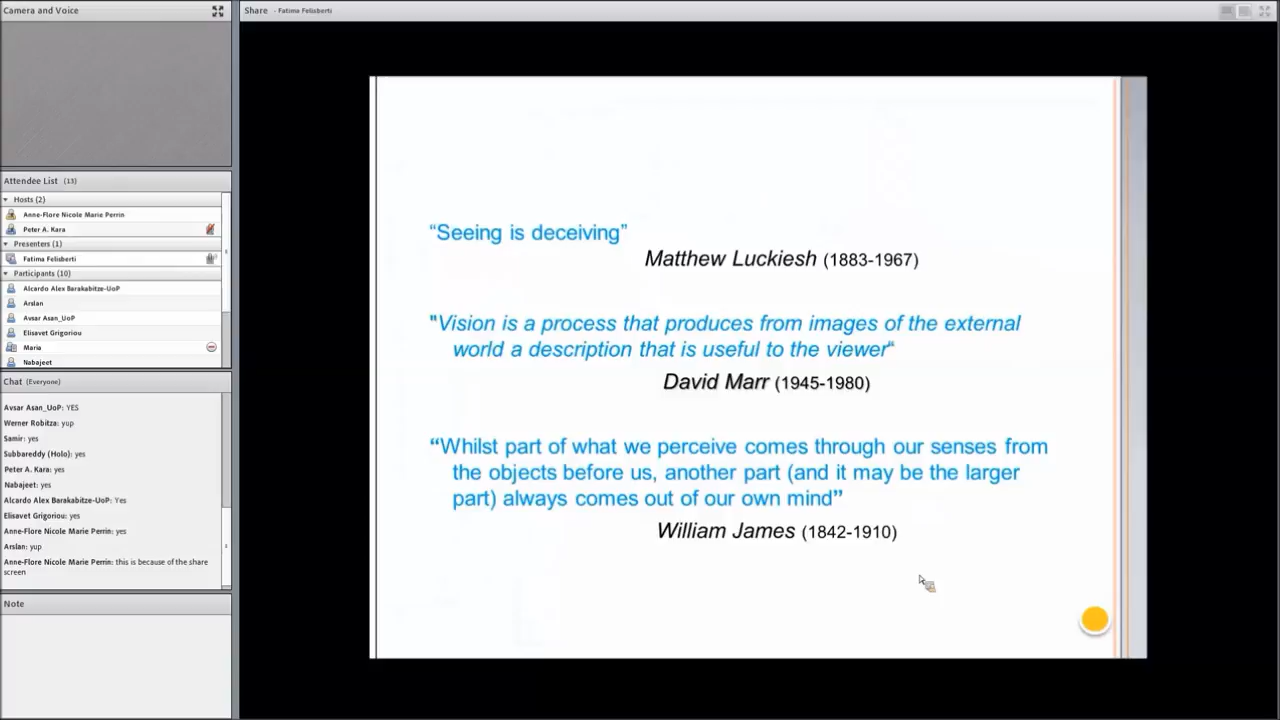 Camera and Voice
Attendee List (13)
Hosts (2)
Anne-Flore Nicole Marie Perrin
Peter A. Kara
Presenters (1)
Fatima Felisberti
Participants (10)
Alcardo Alex Barakabitze-UoP
Arslan
Avsar Asan_UoP
Elisavet Grigoriou
Maria
Nabajeet
Chat (Everyone)
Avsar Asan_UoP: YES
Werner Robitza: yup
Samir: yes
Subbareddy (Holo): yes
Peter A. Kara: yes
Nabajeet: yes
Alcardo Alex Barakabitze-UoP: Yes
Elisavet Grigoriou: yes
Anne-Flore Nicole Marie Perrin: yes
Arslan: yup
Anne-Flore Nicole Marie Perrin: this is because of the share
screen
Note
Share - Fatima Felisberti
“Seeing is deceiving”
Matthew Luckiesh (1883-1967)
"Vision is a process that produces from images of the external
world a description that is useful to the viewer“
David Marr (1945-1980)
“Whilst part of what we perceive comes through our senses from
the objects before us, another part (and it may be the larger
part) always comes out of our own mind”
William James (1842-1910)